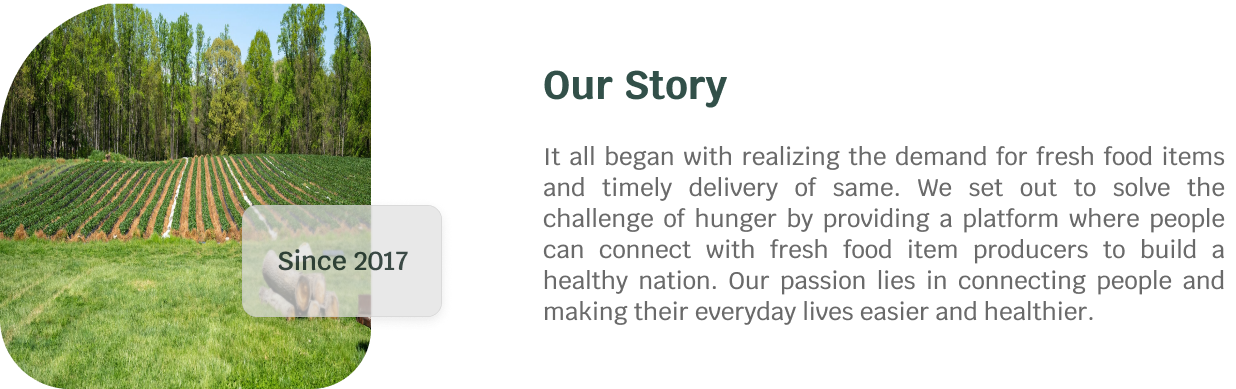 Our Story
It all began with realizing the demand for fresh food items
and timely delivery of same. We set out to solve the
challenge of hunger by providing a platform where people
can connect with fresh food item producers to build a
healthy nation. Our passion lies in connecting people and
making their everyday lives easier and healthier.
Since 2017